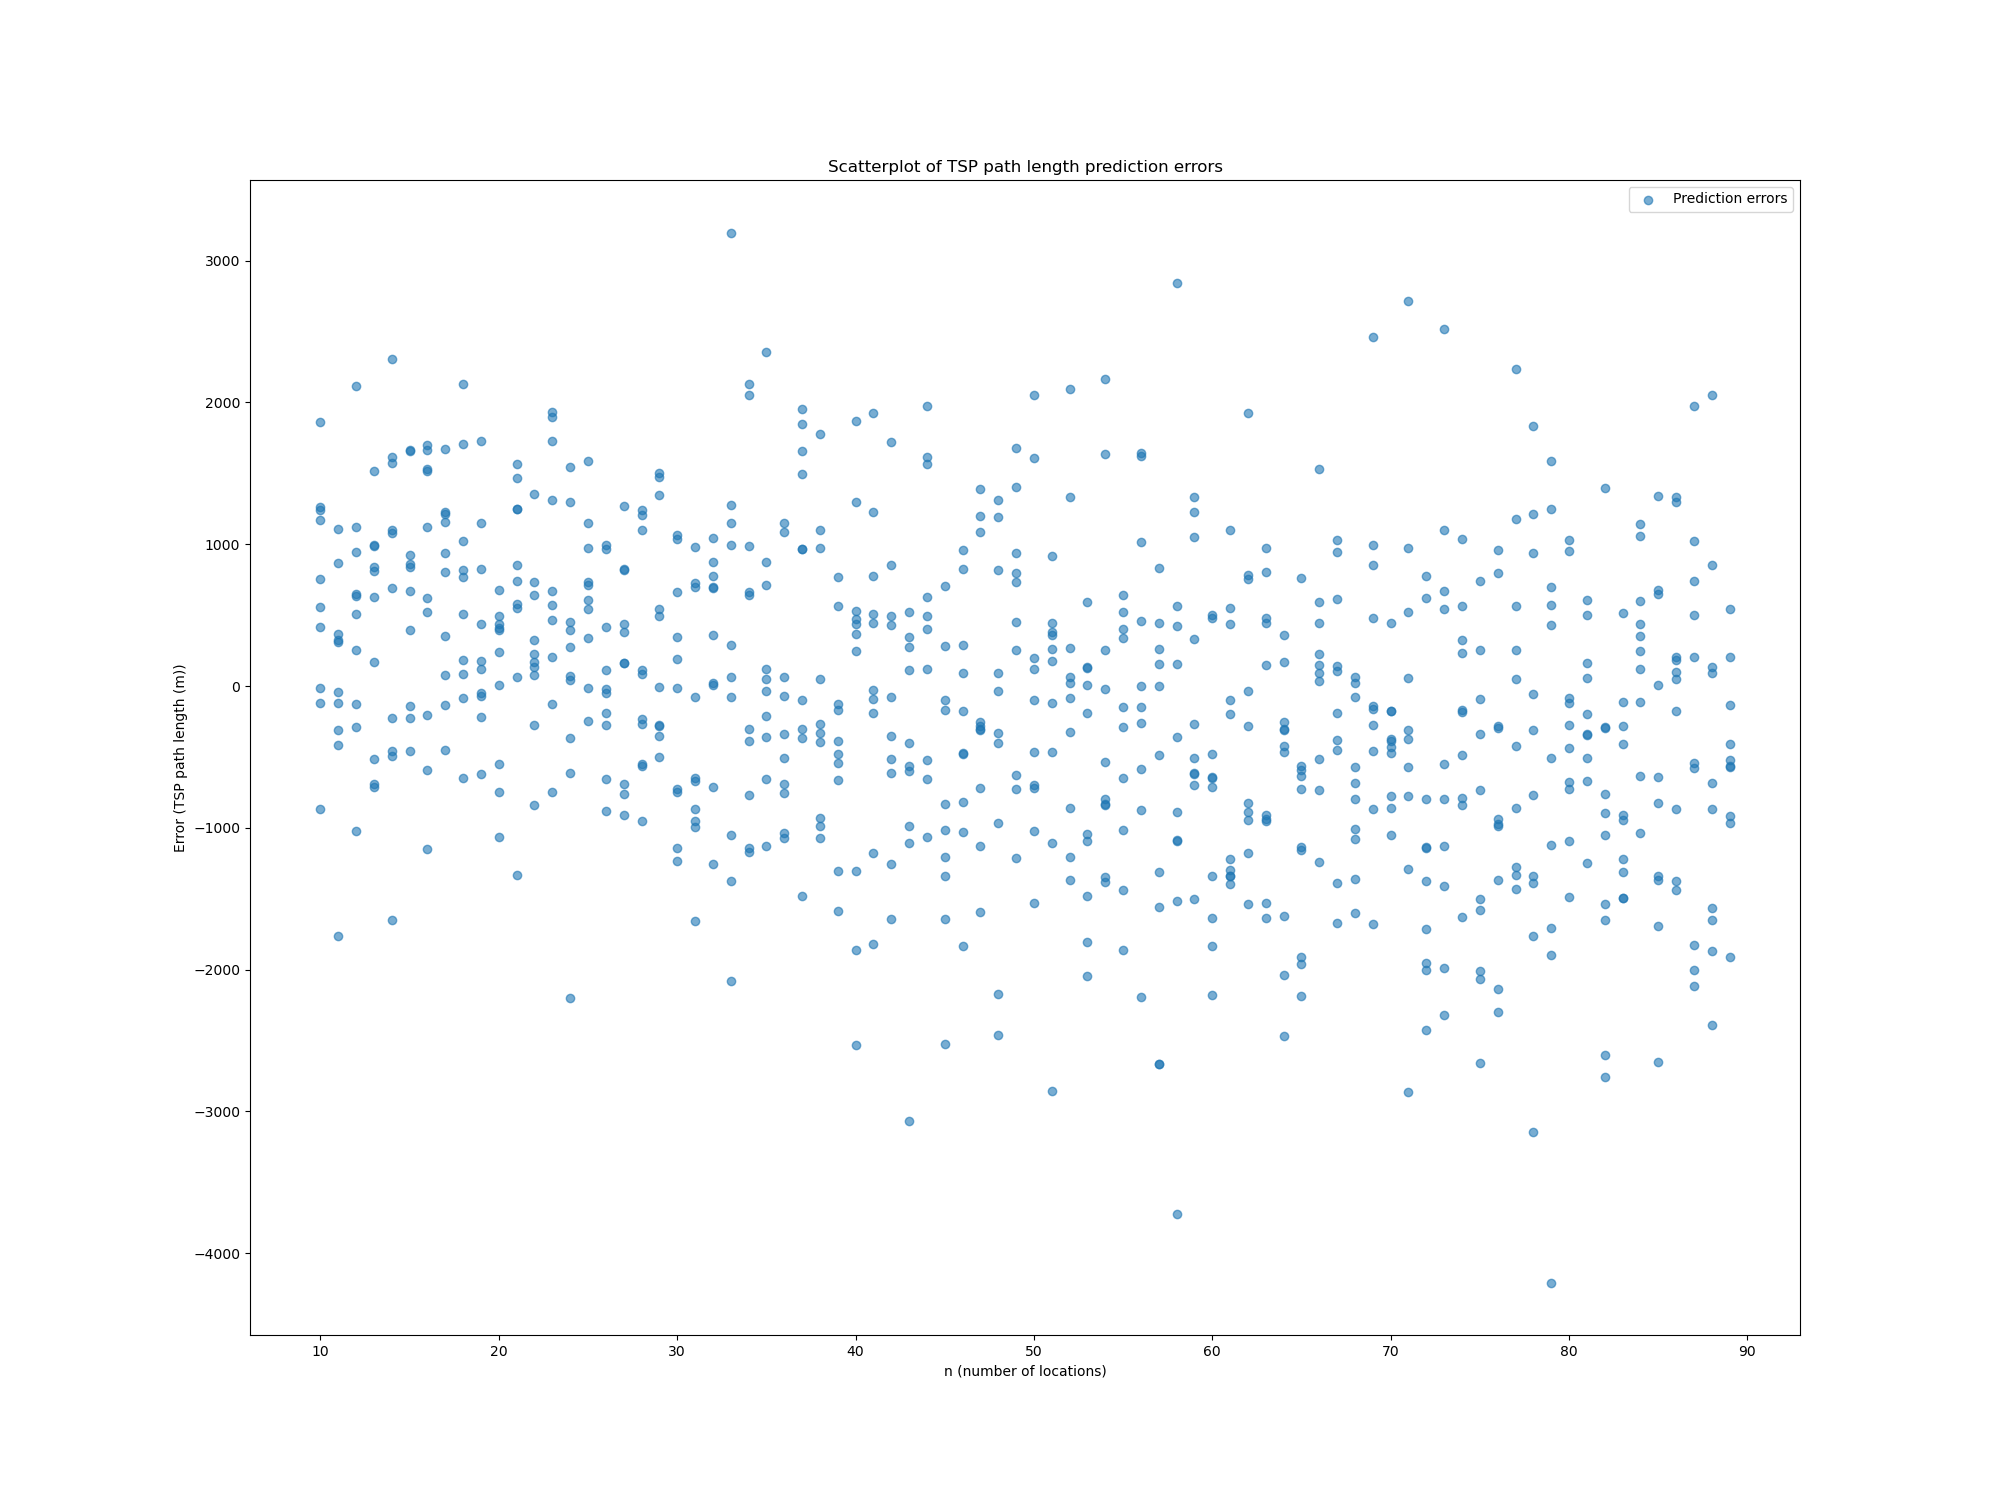 Scatterplot of TSP path length prediction errors
Prediction errors
3000
2000
1000
0
−1000
−2000
−3000
−4000
Error (TSP path length (m))
10 20 30 40 50 60 70 80 90
n (number of locations)